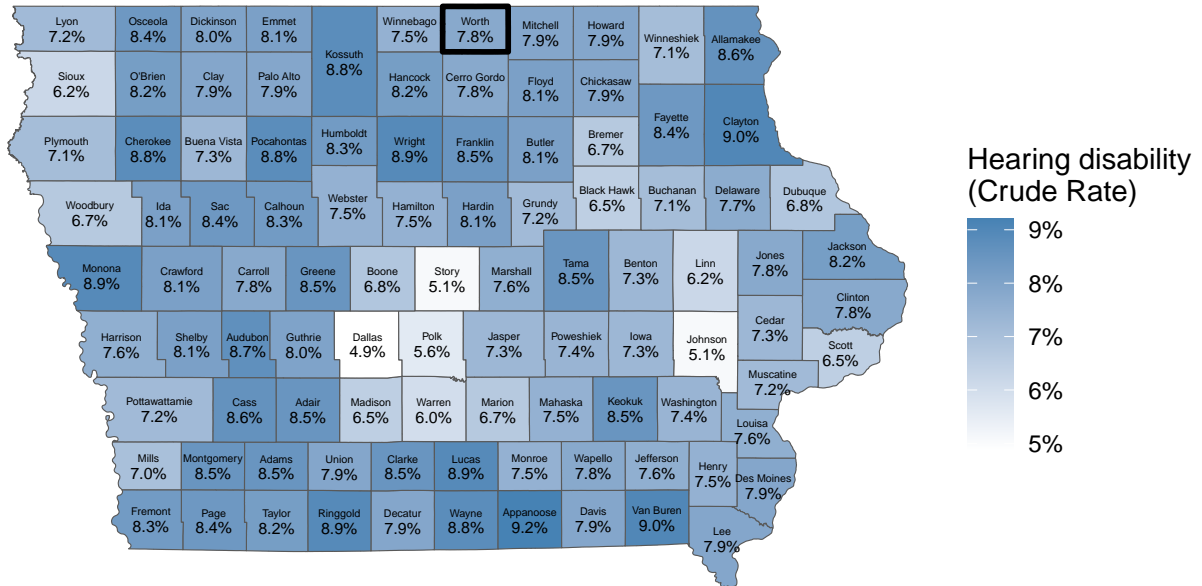 Lyon
7.2%
Osceola
8.4%
Dickinson
8.0%
Emmet
8.1%
Kossuth
8.8%
Winnebago
7.5%
Worth
7.8%
Mitchell
7.9%
Howard
7.9%
Winneshiek
7.1%
Allamakee
8.6%
Sioux
6.2%
O'Brien
8.2%
Clay
7.9%
Palo Alto
7.9%
Hancock
8.2%
Cerro Gordo
7.8%
Floyd
8.1%
Chickasaw
7.9%
Fayette
8.4%
Clayton
9.0%
Plymouth
7.1%
Cherokee
8.8%
Buena Vista
7.3%
Pocahontas
8.8%
Humboldt
8.3%
Wright
8.9%
Franklin
8.5%
Butler
8.1%
Bremer
6.7%
Woodbury
6.7%
Ida
8.1%
Sac
8.4%
Calhoun
8.3%
Webster
7.5%
Hamilton
7.5%
Hardin
8.1%
Grundy
7.2%
Black Hawk
6.5%
Buchanan
7.1%
Delaware
7.7%
Dubuque
6.8%
Monona
8.9%
Crawford
8.1%
Carroll
7.8%
Greene
8.5%
Boone
6.8%
Story
5.1%
Marshall
7.6%
Tama
8.5%
Benton
7.3%
Linn
6.2%
Jones
7.8%
Jackson
8.2%
Clinton
7.8%
Harrison
7.6%
Shelby
8.1%
Audubon
8.7%
Guthrie
8.0%
Dallas
4.9%
Polk
5.6%
Jasper
7.3%
Poweshiek
7.4%
Iowa
7.3%
Johnson
5.1%
Cedar
7.3%
Scott
6.5%
Muscatine
7.2%
Pottawattamie
7.2%
Cass
8.6%
Adair
8.5%
Madison
6.5%
Warren
6.0%
Marion
6.7%
Mahaska
7.5%
Keokuk
8.5%
Washington
7.4%
Louisa
7.6%
Mills
7.0%
Montgomery
8.5%
Adams
8.5%
Union
7.9%
Clarke
8.5%
Lucas
8.9%
Monroe
7.5%
Wapello
7.8%
Jefferson
7.6%
Henry
7.5%
Des Moines
7.9%
Fremont
8.3%
Page
8.4%
Taylor
8.2%
Ringgold
8.9%
Decatur
7.9%
Wayne
8.8%
Appanoose
9.2%
Davis
7.9%
Van Buren
9.0%
Lee
7.9%
Hearing disability
(Crude Rate)
9%
8%
7%
6%
5%